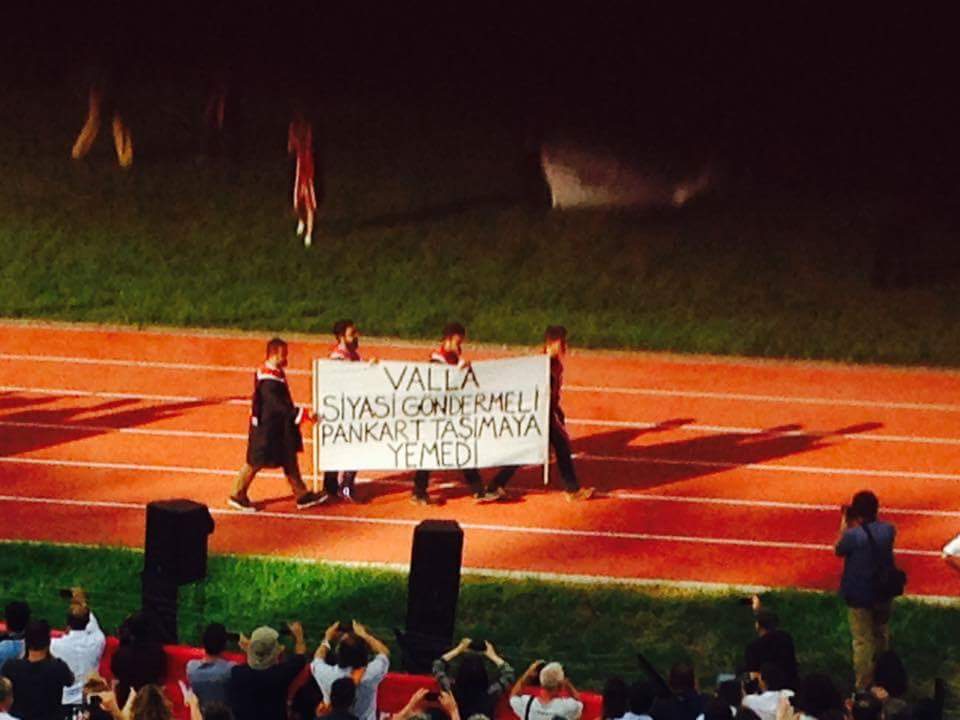 VALLA
SİYASİ GÖNDERMELİ
PANKART TAŞIMAYA
YEMEDİ